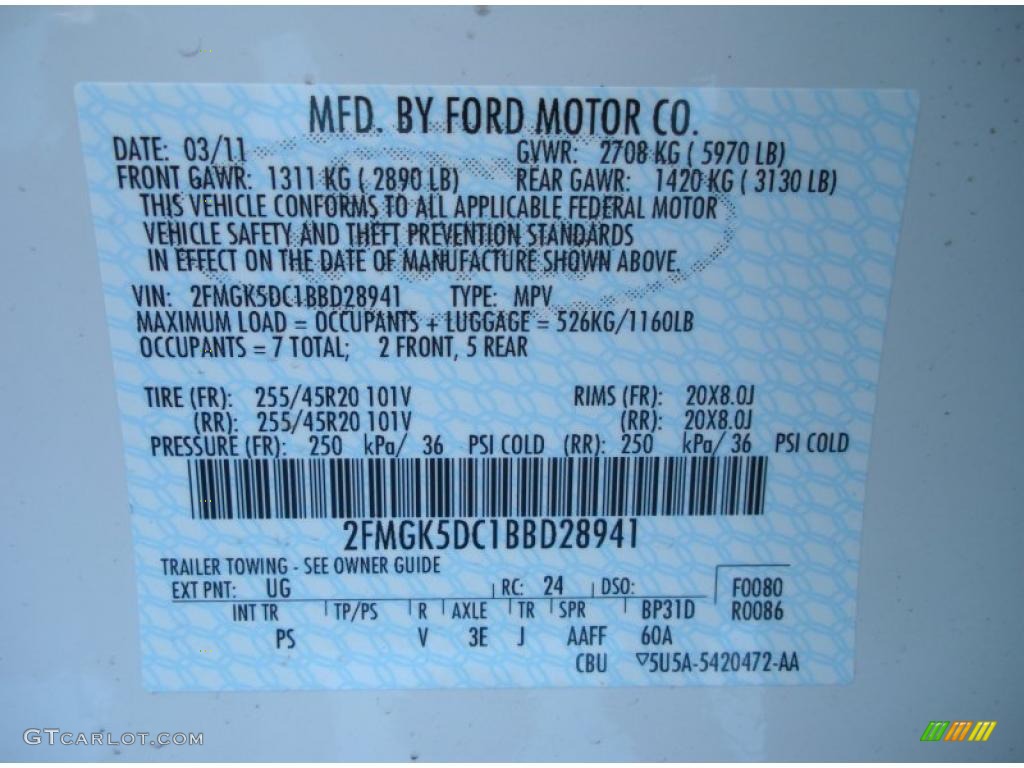 MFD. BY FORD MOTOR CO.
DATE: 03/11 GVWR: 2708 KG ( 5970 LB)
FRONT GAWR: 1311 KG ( 2890 LB) REAR GAWR: 1420 KG ( 3130 LB)
THIS VEHICLE CONFORMS TO ALL APPLICABLE FEDERAL MOTOR
VEHICLE SAFETY AND THEFT PREVENTION STANDARDS
IN EFFECT ON THE DATE OF MANUFACTURE SHOWN ABOVE.
VIN: 2FMGK5DC1BBD28941 TYPE: MPV
MAXIMUM LOAD = OCCUPANTS + LUGGAGE = 526KG/1160LB
OCCUPANTS = 7 TOTAL; 2 FRONT, 5 REAR
TIRE (FR): 255/45R20 101V RIMS (FR): 20X8.0J
(RR): 255/45R20 101V (RR): 20X8.0J
PRESSURE (FR): 250 kPa/ 36 PSI COLD (RR): 250 kPa/ 36 PSI COLD
2FMGK5DC1BBD28941
TRAILER TOWING - SEE OWNER GUIDE
EXT PNT: UG RC: 24 DSO: F0080
INT TR TP/PS R AXLE TR SPR BP31D R0086
PS V 3E J AAFF 60A
CBU ▽5U5A-5420472-AA
GTCARLOT.COM